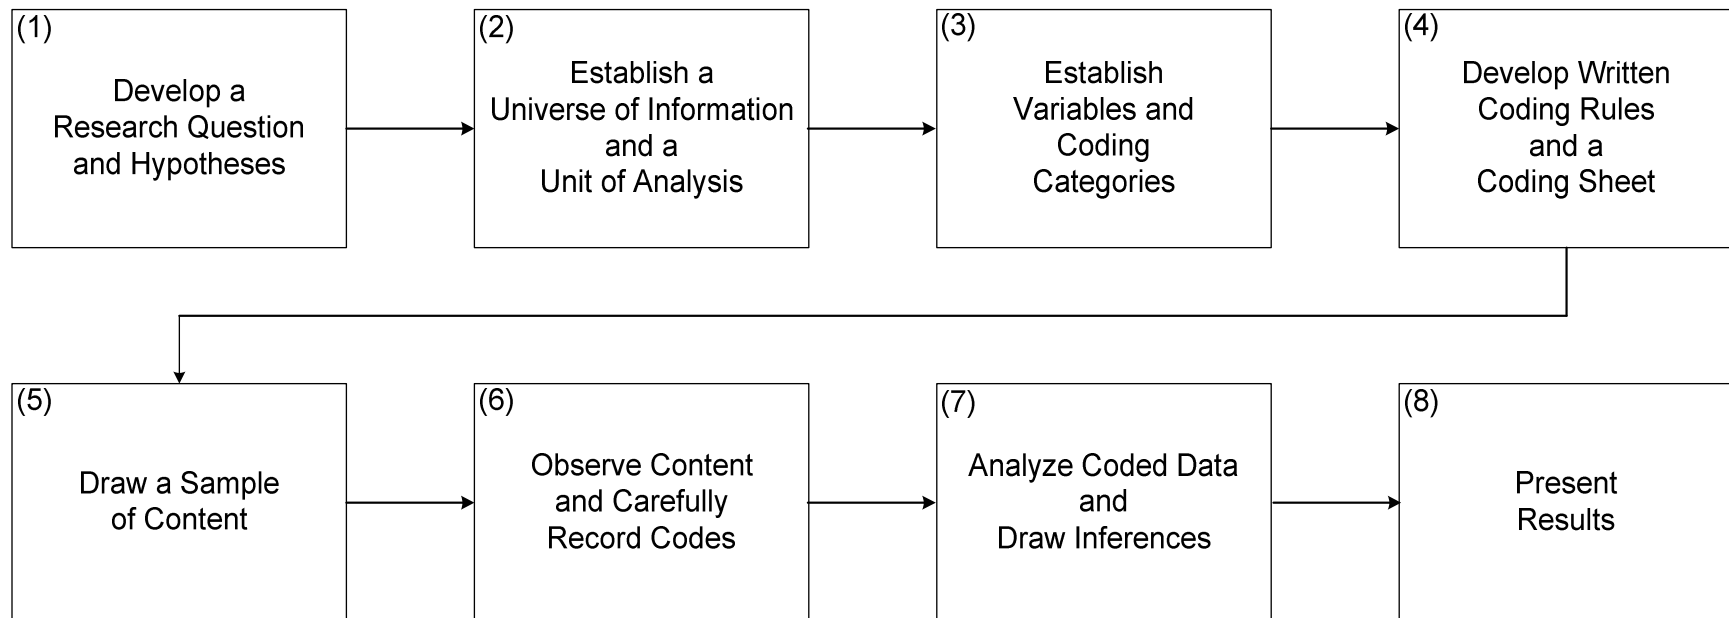 (1)
Develop a
Research Question
and Hypotheses
(2)
Establish a
Universe of Information
and a
Unit of Analysis
(3)
Establish
Variables and
Coding
Categories
(4)
Develop Written
Coding Rules
and a
Coding Sheet
(5)
Draw a Sample
of Content
(6)
Observe Content
and Carefully
Record Codes
(7)
Analyze Coded Data
and
Draw Inferences
(8)
Present
Results